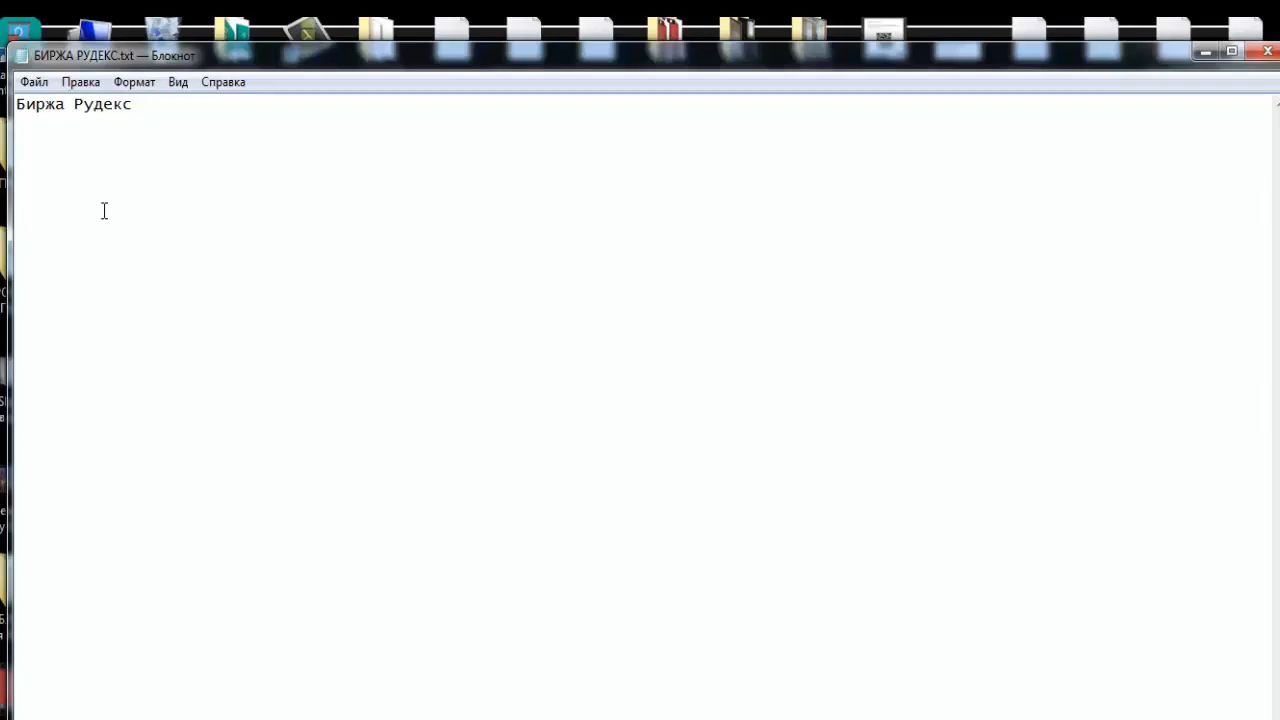 БИРЖА РУДЕКС.txt — Блокнот
Файл Правка Формат Вид Справка
Биржа Рудекс